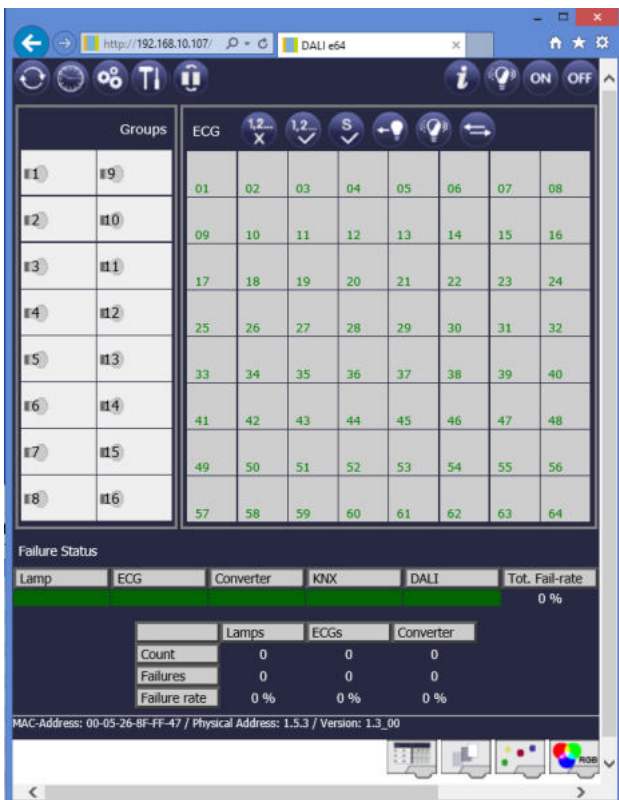 http://192.168.10.107/ DALI e64
i ON OFF
Groups ECG 1,2... 1,2... S
1 9
01 02 03 04 05 06 07 08
2 10
09 10 11 12 13 14 15 16
3 11
17 18 19 20 21 22 23 24
4 12
25 26 27 28 29 30 31 32
5 13
33 34 35 36 37 38 39 40
6 14
41 42 43 44 45 46 47 48
7 15
49 50 51 52 53 54 55 56
8 16
57 58 59 60 61 62 63 64
Failure Status
Lamp ECG Converter KNX DALI Tot. Fail-rate
0 %
Lamps ECGs Converter
Count 0 0 0
Failures 0 0 0
Failure rate 0 % 0 % 0 %
MAC-Address: 00-05-26-8F-FF-47 / Physical Address: 1.5.3 / Version: 1.3_00
RGB